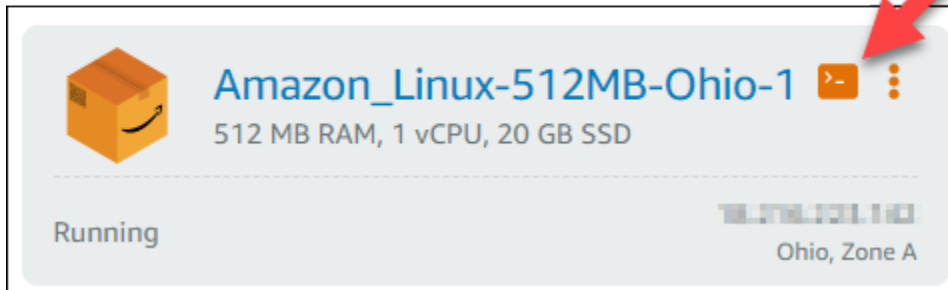 Amazon_Linux-512MB-Ohio-1 >-
512 MB RAM, 1 vCPU, 20 GB SSD
Running
Ohio, Zone A